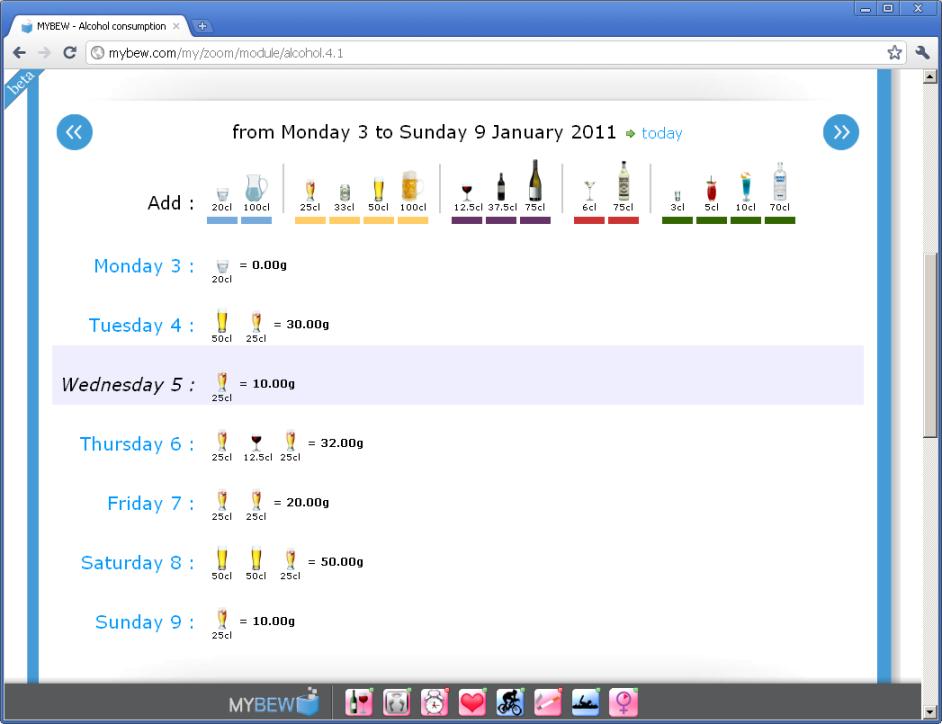 MYBEW - Alcohol consumption
mybew.com/my/zoom/module/alcohol.4.1
beta
from Monday 3 to Sunday 9 January 2011 today
Add : 20cl 100cl 25cl 33cl 50cl 100cl 12.5cl 37.5cl 75cl 6cl 75cl 3cl 5cl 10cl 70cl
Monday 3 : = 0.00g
20cl
Tuesday 4 : = 30.00g
50cl 25cl
Wednesday 5 : = 10.00g
25cl
Thursday 6 : = 32.00g
25cl 12.5cl 25cl
Friday 7 : = 20.00g
25cl 25cl
Saturday 8 : = 50.00g
50cl 50cl 25cl
Sunday 9 : = 10.00g
25cl
MYBEW